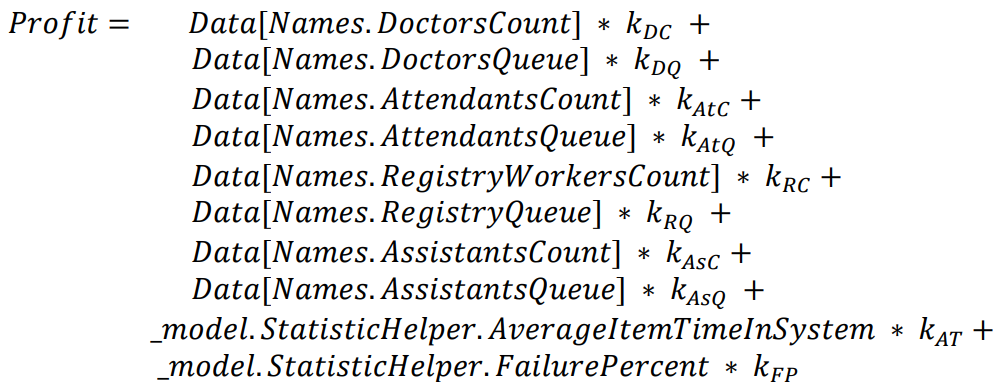 Profit = Data[Names.DoctorsCount] * k_DC +
Data[Names.DoctorsQueue] * k_DQ +
Data[Names.AttendantsCount] * k_AtC +
Data[Names.AttendantsQueue] * k_AtQ +
Data[Names.RegistryWorkersCount] * k_RC +
Data[Names.RegistryQueue] * k_RQ +
Data[Names.AssistantsCount] * k_AsC +
Data[Names.AssistantsQueue] * k_AsQ +
_model.StatisticHelper.AverageItemTimeInSystem * k_AT +
_model.StatisticHelper.FailurePercent * k_FP